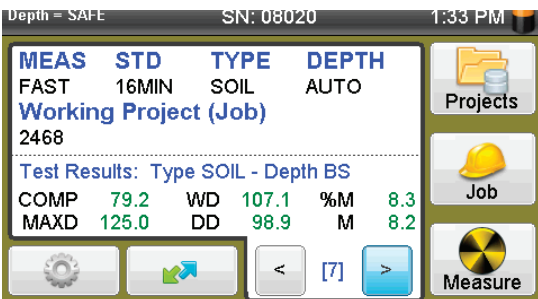 Depth = SAFE SN: 08020 1:33 PM
MEAS STD TYPE DEPTH
FAST 16MIN SOIL AUTO
Working Project (Job)
2468
Test Results: Type SOIL - Depth BS
COMP 79.2 WD 107.1 %M 8.3
MAXD 125.0 DD 98.9 M 8.2
< [7] >
Projects
Job
Measure